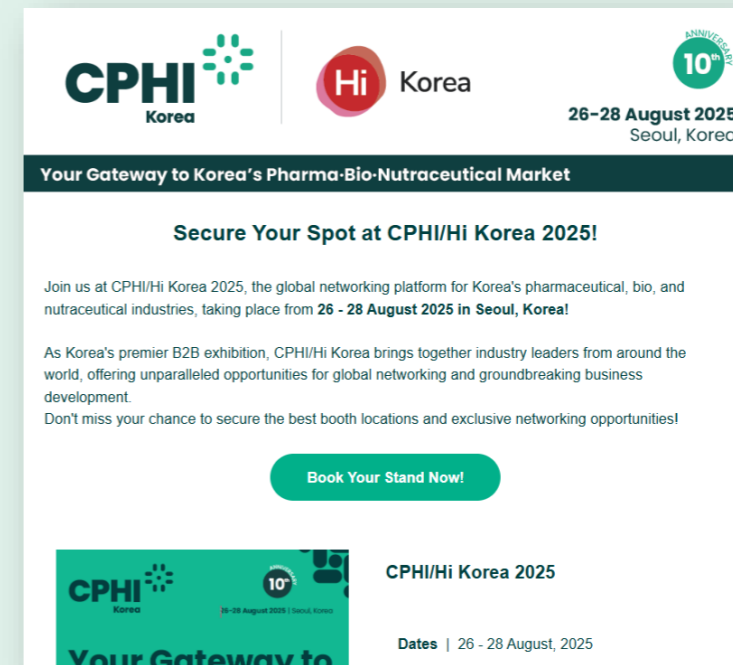 CPHI
Korea
Hi Korea
ANNIVERSARY
10th
26-28 August 2025
Seoul, Korea
Your Gateway to Korea's Pharma·Bio·Nutraceutical Market
Secure Your Spot at CPHI/Hi Korea 2025!
Join us at CPHI/Hi Korea 2025, the global networking platform for Korea's pharmaceutical, bio, and
nutraceutical industries, taking place from 26 - 28 August 2025 in Seoul, Korea!
As Korea's premier B2B exhibition, CPHI/Hi Korea brings together industry leaders from around the
world, offering unparalleled opportunities for global networking and groundbreaking business
development.
Don't miss your chance to secure the best booth locations and exclusive networking opportunities!
Book Your Stand Now!
CPHI
Korea
ANNIVERSARY
10th
26-28 August 2025 | Seoul, Korea
Your Gateway to
CPHI/Hi Korea 2025
Dates | 26 - 28 August, 2025